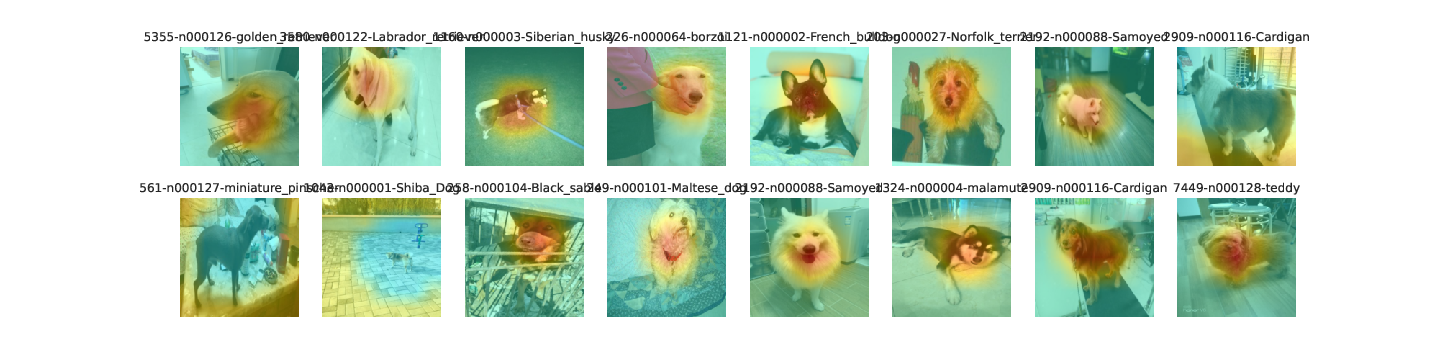 5355-n000126-golden_retriever 3580-n000122-Labrador_retriever 1160-n000003-Siberian_husky 226-n000064-borzoi 1121-n000002-French_bulldog 203-n000027-Norfolk_terrier 2192-n000088-Samoyed 2909-n000116-Cardigan
561-n000127-miniature_pinscher 1043-n000001-Shiba_Dog 258-n000104-Black_sable 249-n000101-Maltese_dog 2192-n000088-Samoyed 1324-n000004-malamute 2909-n000116-Cardigan 7449-n000128-teddy